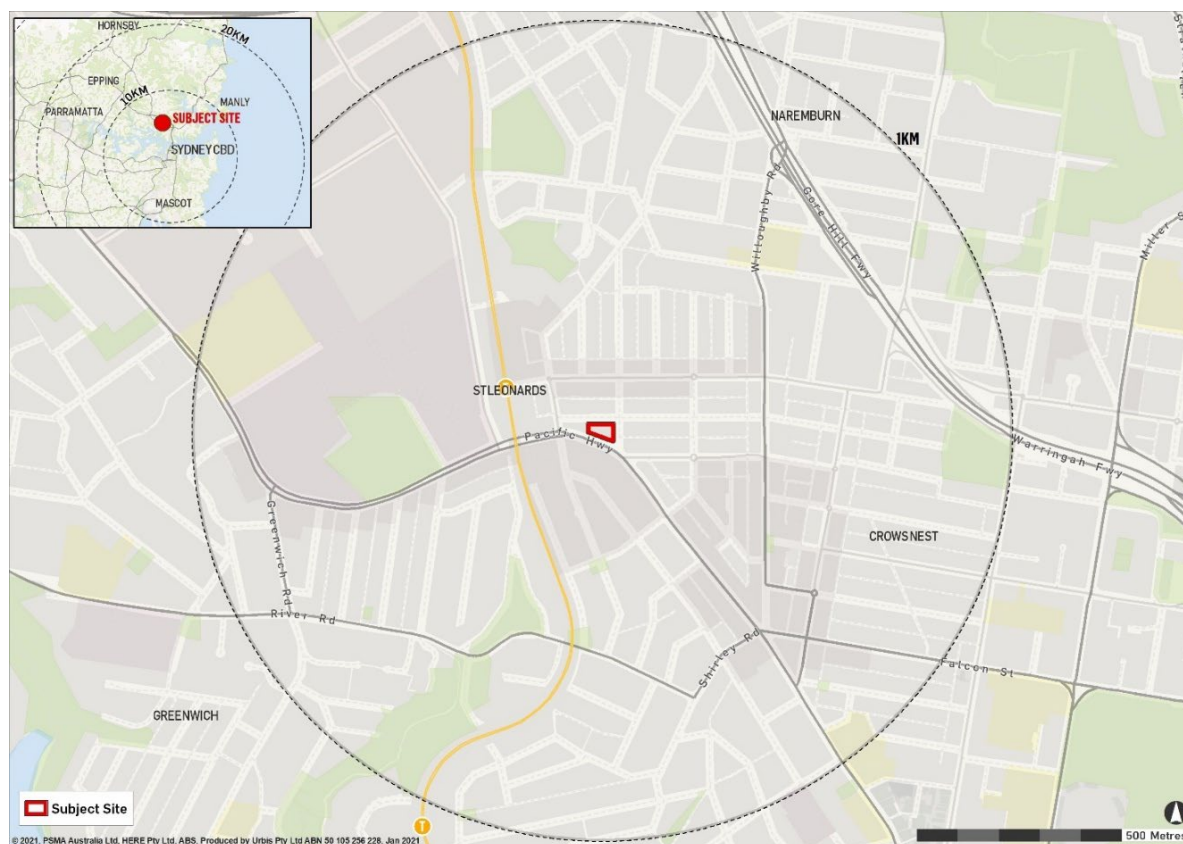 HORNSBY
20KM
EPPING
10KM
MANLY
PARRAMATTA
SUBJECT SITE
SYDNEY CBD
MASCOT
NAREMBURN
1KM
Willoughby Rd
Gore Hill Fwy
ST LEONARDS
Pacific Hwy
Warringah Fwy
Greenwich Rd
CROWS NEST
River Rd
Shirley Rd
Falcon St
GREENWICH
T
Subject Site
500 Metres
© 2021. PSMA Australia Ltd, HERE Pty Ltd, ABS. Produced by Urbis Pty Ltd ABN 50 105 256 228, Jan 2021